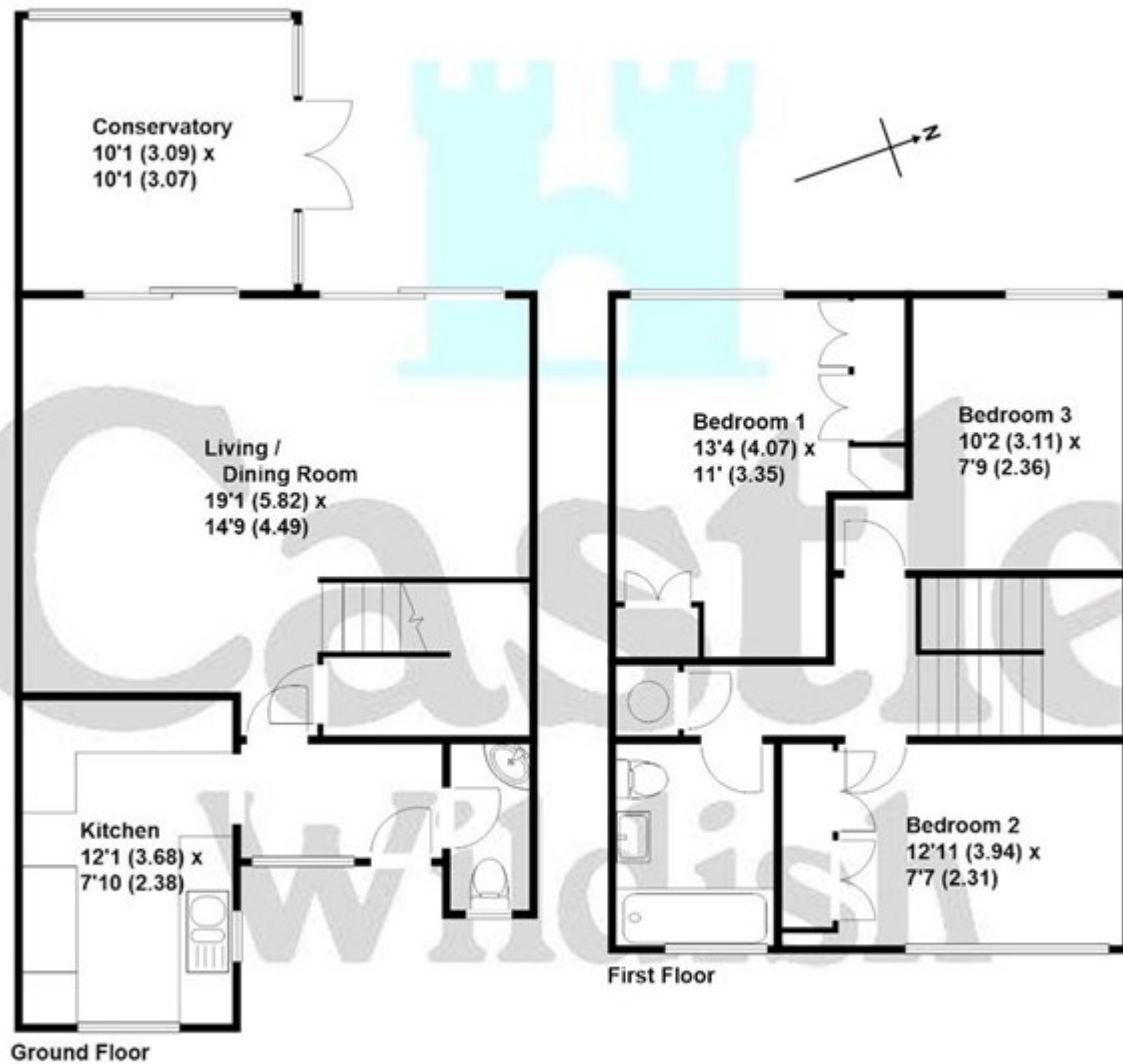 Conservatory
10'1 (3.09) x
10'1 (3.07)
N
Living /
Dining Room
19'1 (5.82) x
14'9 (4.49)
Bedroom 1
13'4 (4.07) x
11' (3.35)
Bedroom 3
10'2 (3.11) x
7'9 (2.36)
Castle
Kitchen
12'1 (3.68) x
7'10 (2.38)
Bedroom 2
12'11 (3.94) x
7'7 (2.31)
Wildish
First Floor
Ground Floor